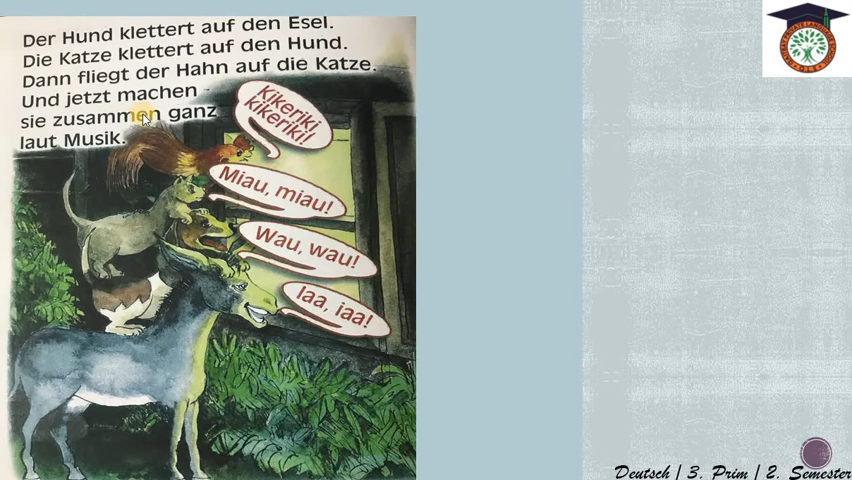 Der Hund klettert auf den Esel.
Die Katze klettert auf den Hund.
Dann fliegt der Hahn auf die Katze.
Und jetzt machen
sie zusammen ganz
laut Musik.
Kikeriki,
kikeriki!
Miau, miau!
Wau, wau!
Iaa, iaa!
Deutsch | 3. Prim | 2. Semester